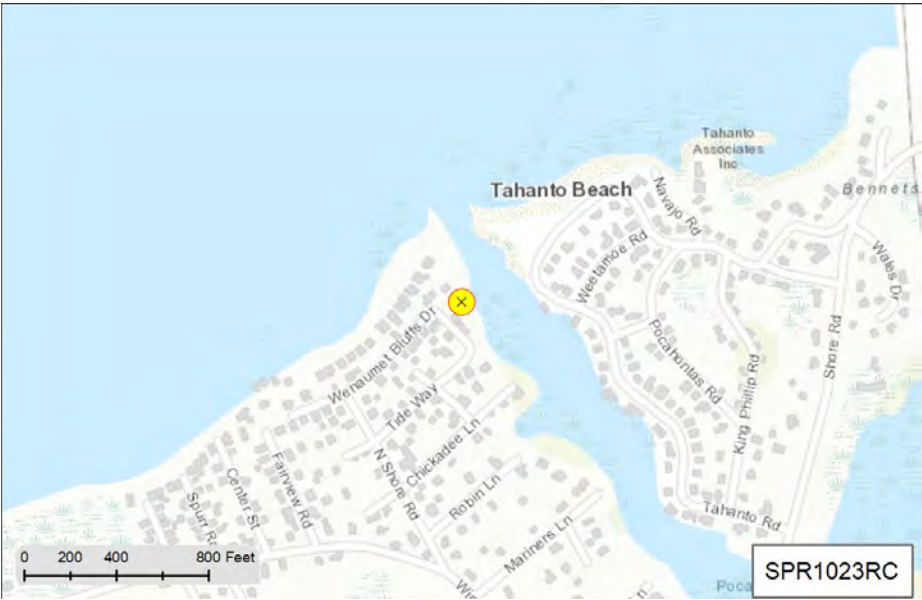 Tahanto
Associates
Inc
Tahanto Beach
Navajo Rd
Bennets
Weetamoe Rd
Wales Dr
Wenaumet Bluffs Dr
Pocahontas Rd
Shore Rd
King Phillip Rd
Tide Way
Chickadee Ln
N Shore Rd
Fairview Rd
Center St
Spurr Rd
Robin Ln
Mariners Ln
Tahanto Rd
0 200 400 800 Feet
SPR1023RC